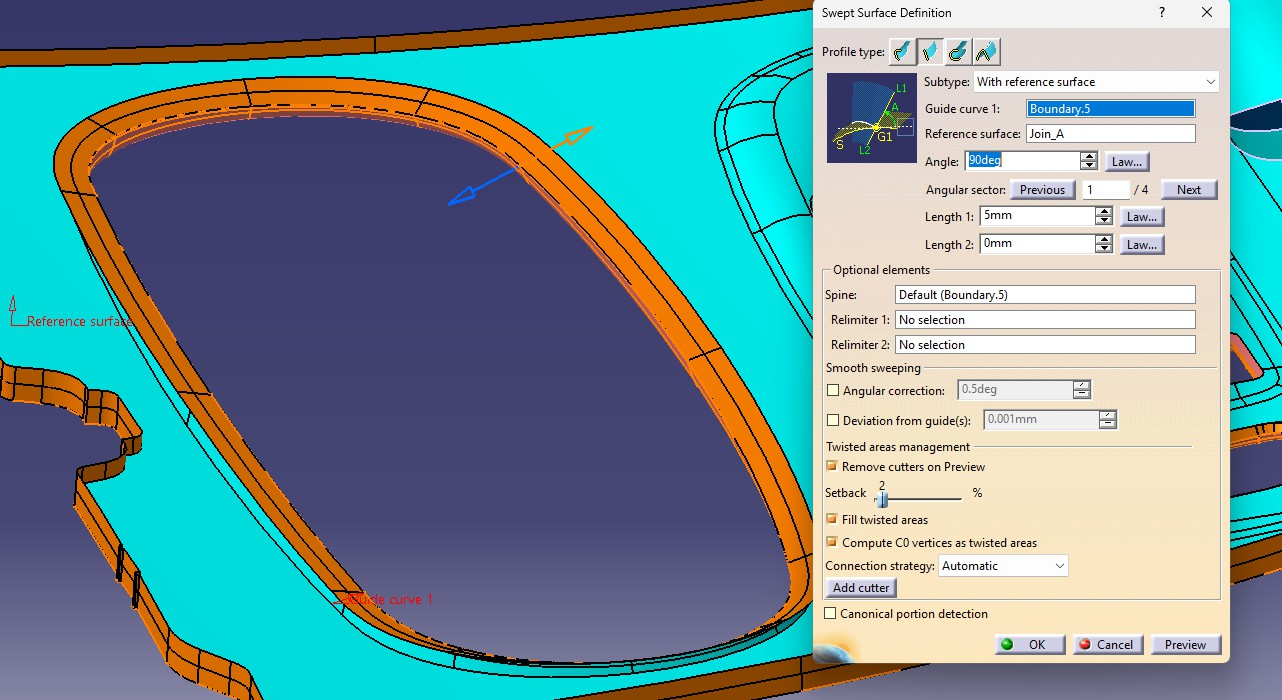 Swept Surface Definition ?
Profile type:
Subtype: With reference surface
L1
A
G1
S
L2
Guide curve 1: Boundary.5
Reference surface: Join_A
Angle: 90deg Law...
Angular sector: Previous 1 / 4 Next
Length 1: 5mm Law...
Length 2: 0mm Law...
Optional elements
Spine: Default (Boundary.5)
Relimiter 1: No selection
Relimiter 2: No selection
Smooth sweeping
Angular correction: 0.5deg
Deviation from guide(s): 0.001mm
Twisted areas management
Remove cutters on Preview
Setback 2 %
Fill twisted areas
Compute C0 vertices as twisted areas
Connection strategy: Automatic
Add cutter
Canonical portion detection
OK Cancel Preview
Reference surface
Guide curve 1